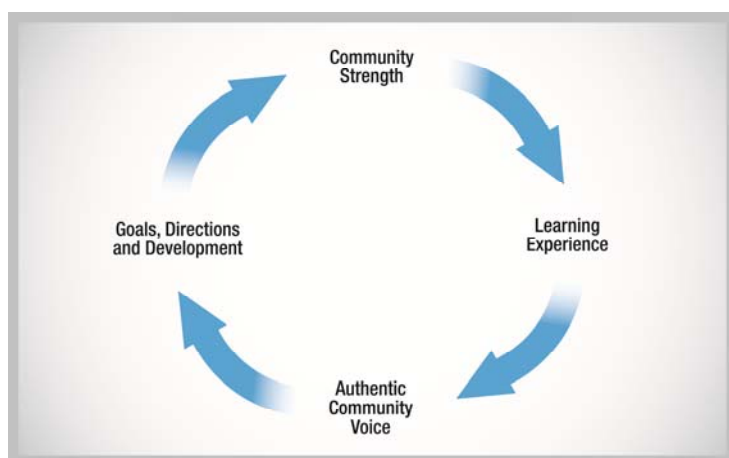 Community
Strength
Learning
Experience
Authentic
Community
Voice
Goals, Directions
and Development